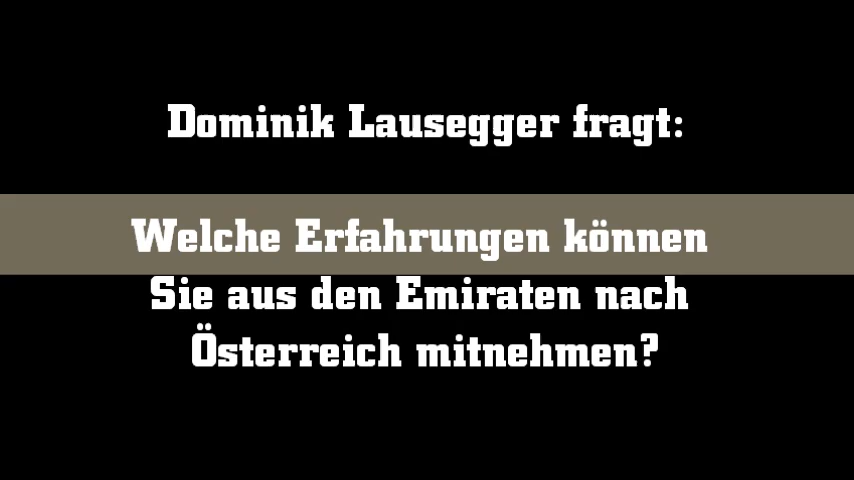 Dominik Lausegger fragt:
Welche Erfahrungen können
Sie aus den Emiraten nach
Österreich mitnehmen?